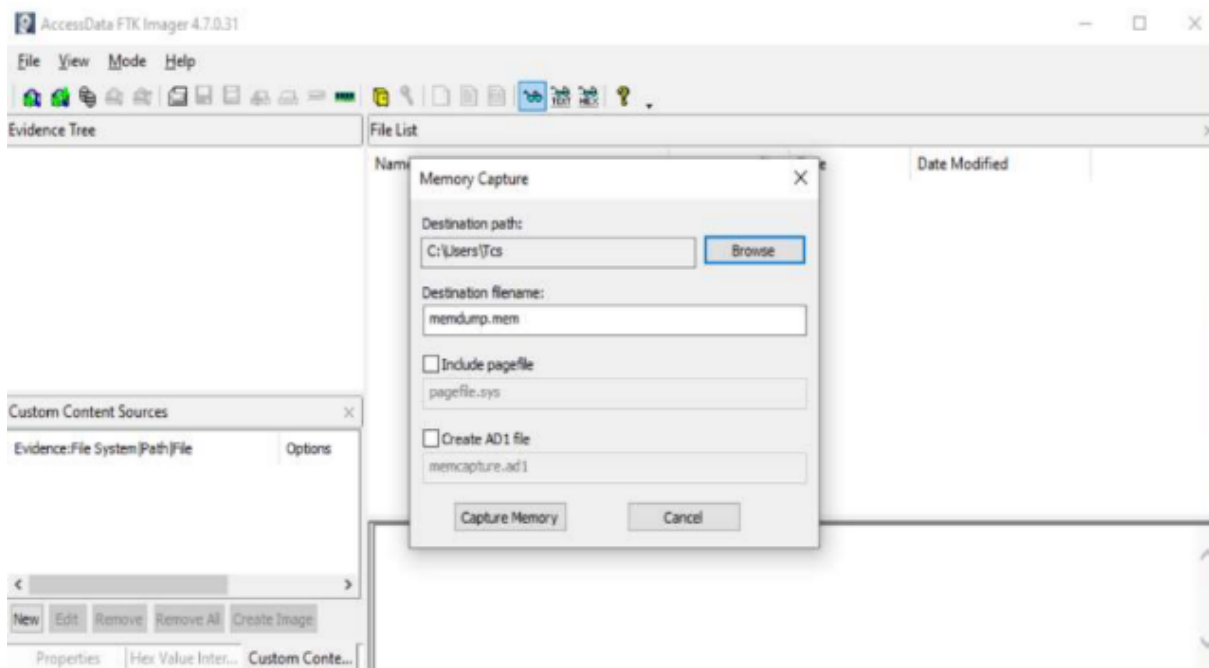 AccessData FTK Imager 4.7.0.31
File View Mode Help
Evidence Tree
File List
Date Modified
Memory Capture
Destination path:
C:\Users\Tcs
Browse
Destination filename:
memdump.mem
Include pagefile
pagefile.sys
Create AD1 file
memcapture.ad1
Capture Memory Cancel
Custom Content Sources
Evidence:File System|Path|File Options
New Edit Remove Remove All Create Image
Properties Hex Value Inter... Custom Conte...